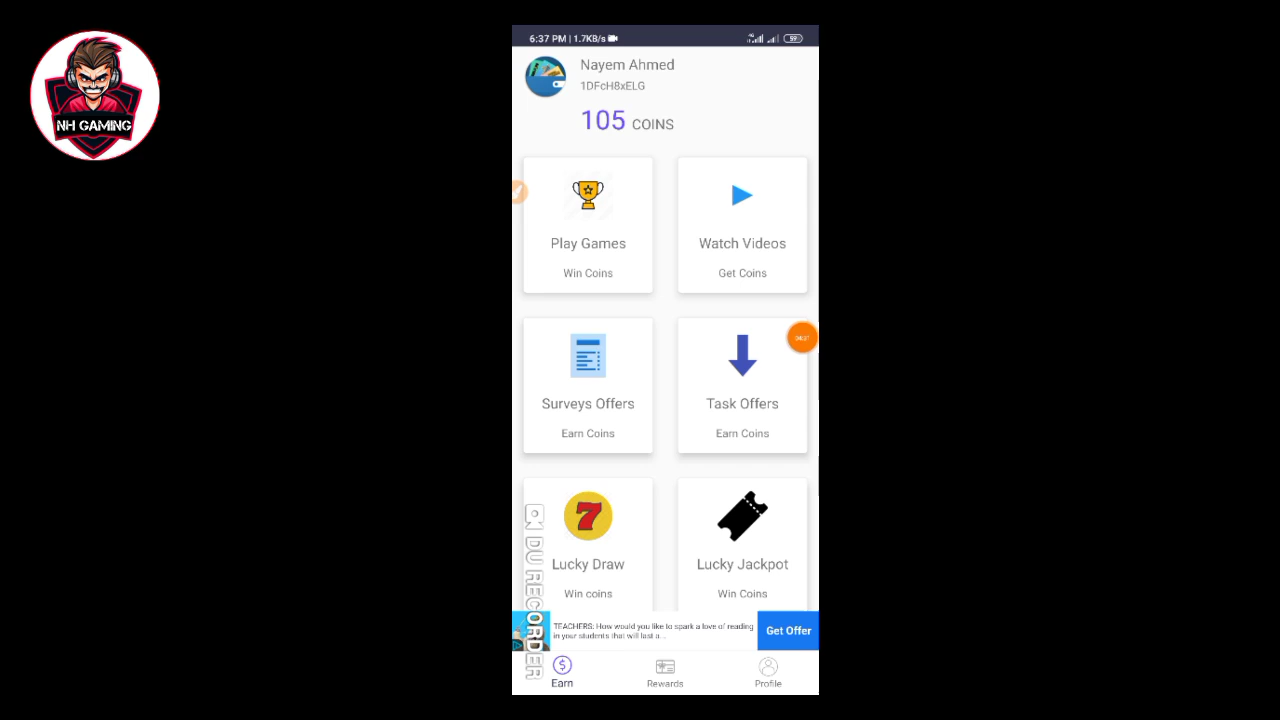 NH GAMING
6:37 PM | 1.7KB/s
4G
59
Nayem Ahmed
1DFcH8xELG
105 COINS
Play Games
Win Coins
Watch Videos
Get Coins
Surveys Offers
Earn Coins
Task Offers
Earn Coins
7
Lucky Draw
Win coins
Lucky Jackpot
Win Coins
DU RECORDER
TEACHERS: How would you like to spark a love of reading
in your students that will last a...
Get Offer
Earn
Rewards
Profile